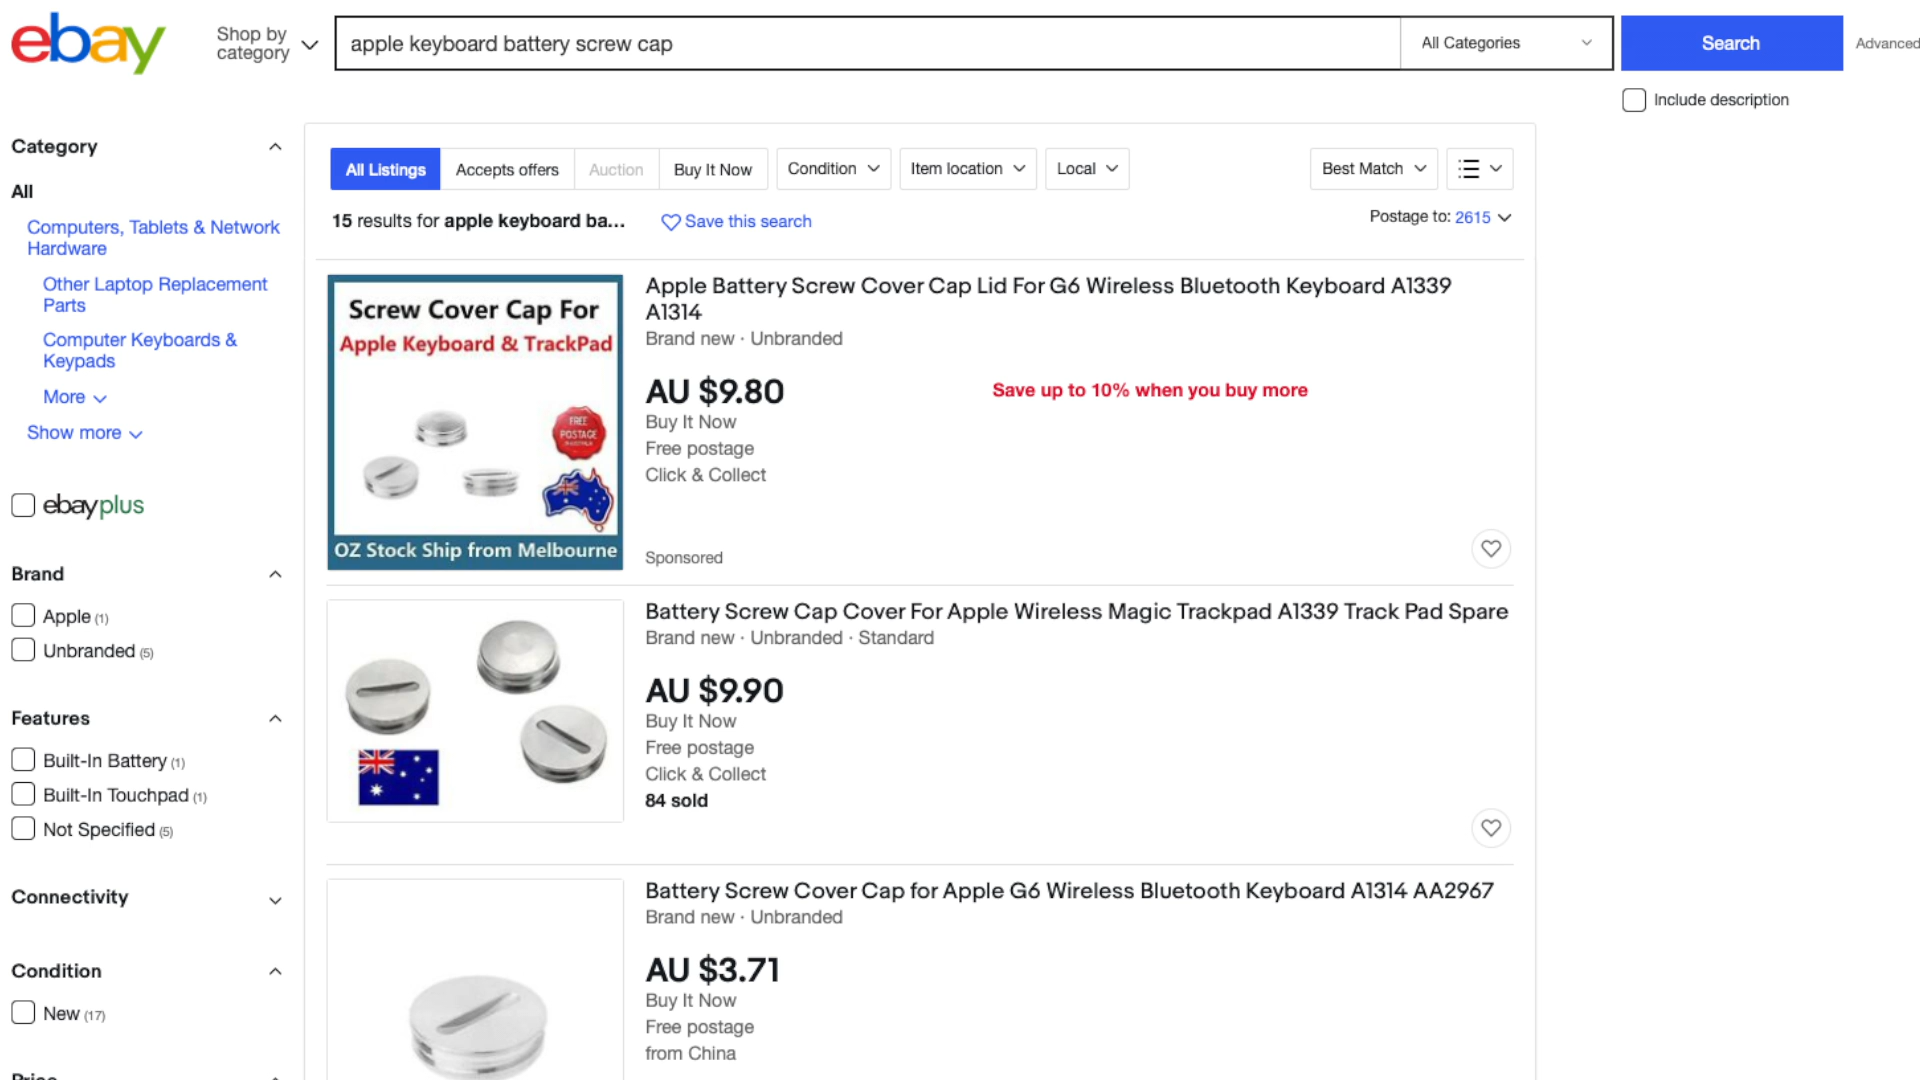 ebay
Shop by
category
apple keyboard battery screw cap
All Categories
Search
Advanced
Include description
Category
All
Computers, Tablets & Network
Hardware
Other Laptop Replacement
Parts
Computer Keyboards &
Keypads
More
Show more
ebayplus
Brand
Apple (1)
Unbranded (5)
Features
Built-In Battery (1)
Built-In Touchpad (1)
Not Specified (5)
Connectivity
Condition
New (17)
Price
All Listings
Accepts offers
Auction
Buy It Now
Condition
Item location
Local
Best Match
15 results for apple keyboard ba...
Save this search
Postage to: 2615
Screw Cover Cap For
Apple Keyboard & TrackPad
FREE
POSTAGE
OZ Stock Ship from Melbourne
Apple Battery Screw Cover Cap Lid For G6 Wireless Bluetooth Keyboard A1339
A1314
Brand new · Unbranded
AU $9.80
Save up to 10% when you buy more
Buy It Now
Free postage
Click & Collect
Sponsored
Battery Screw Cap Cover For Apple Wireless Magic Trackpad A1339 Track Pad Spare
Brand new · Unbranded · Standard
AU $9.90
Buy It Now
Free postage
Click & Collect
84 sold
Battery Screw Cover Cap for Apple G6 Wireless Bluetooth Keyboard A1314 AA2967
Brand new · Unbranded
AU $3.71
Buy It Now
Free postage
from China